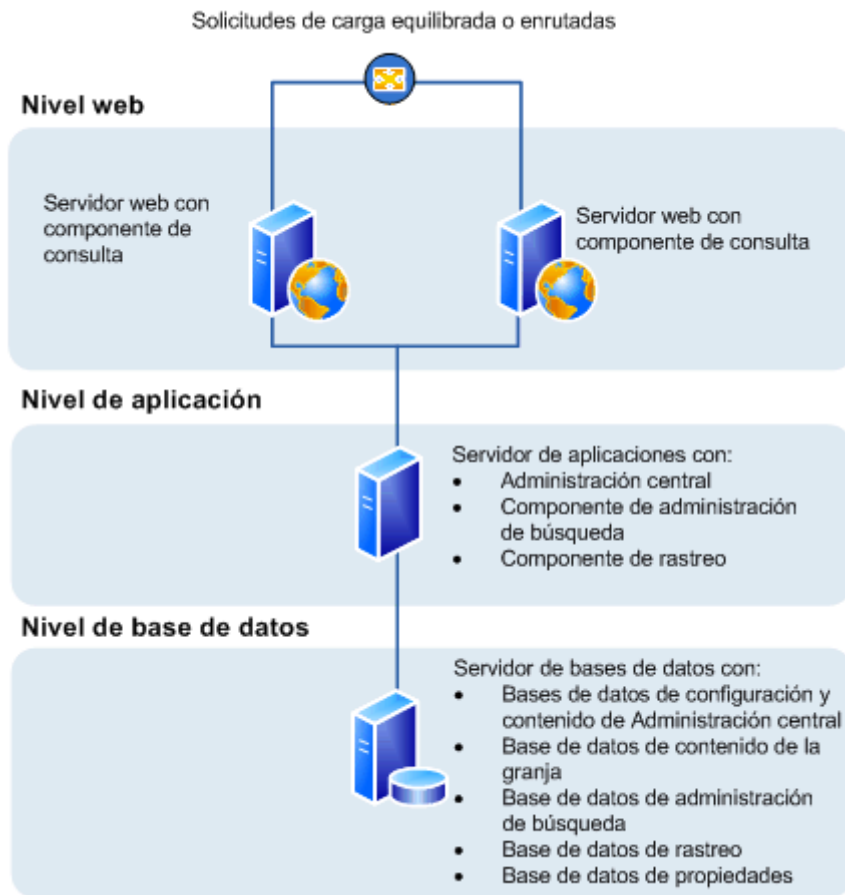 Solicitudes de carga equilibrada o enrutadas
Nivel web
Servidor web con
componente de
consulta
Servidor web con
componente de consulta
Nivel de aplicación
Servidor de aplicaciones con:
• Administración central
• Componente de administración
de búsqueda
• Componente de rastreo
Nivel de base de datos
Servidor de bases de datos con:
• Bases de datos de configuración y
contenido de Administración central
• Base de datos de contenido de la
granja
• Base de datos de administración
de búsqueda
• Base de datos de rastreo
• Base de datos de propiedades